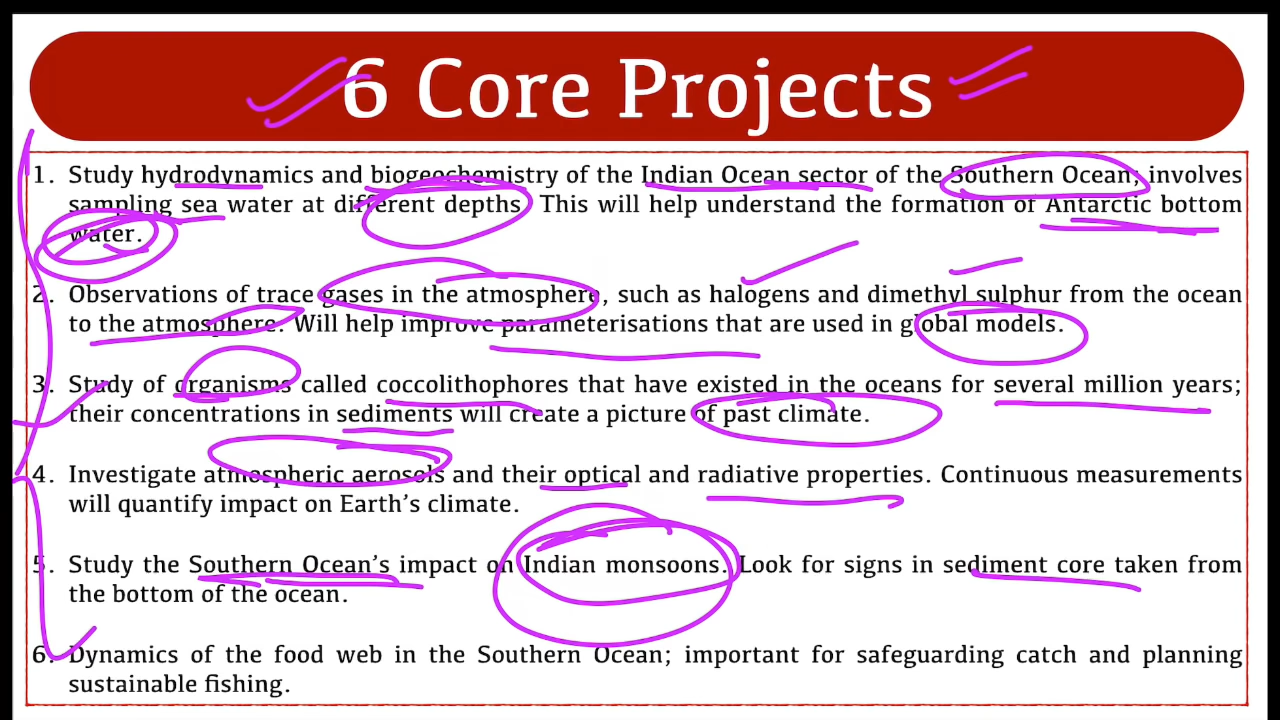 6 Core Projects
1. Study hydrodynamics and biogeochemistry of the Indian Ocean sector of the Southern Ocean; involves
sampling sea water at different depths. This will help understand the formation of Antarctic bottom
water.
2. Observations of trace gases in the atmosphere, such as halogens and dimethyl sulphur from the ocean
to the atmosphere. Will help improve parameterisations that are used in global models.
3. Study of organisms called coccolithophores that have existed in the oceans for several million years;
their concentrations in sediments will create a picture of past climate.
4. Investigate atmospheric aerosols and their optical and radiative properties. Continuous measurements
will quantify impact on Earth’s climate.
5. Study the Southern Ocean’s impact on Indian monsoons. Look for signs in sediment core taken from
the bottom of the ocean.
6. Dynamics of the food web in the Southern Ocean; important for safeguarding catch and planning
sustainable fishing.